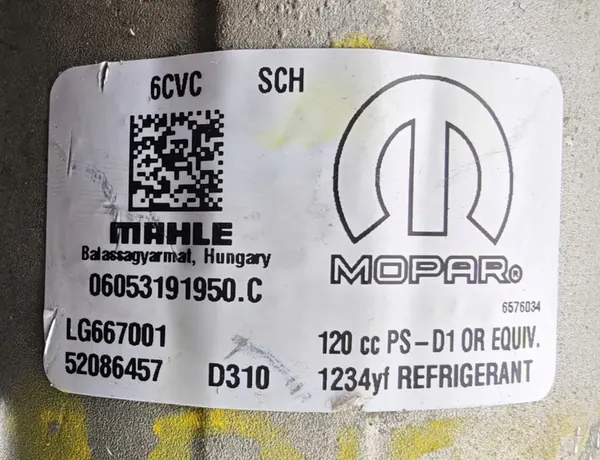 6CVC SCH
MAHLE
Balassagyarmat, Hungary
MOPAR®
06053191950.C
6576034
LG667001
120 cc PS-D1 OR EQUIV.
52086457 D310
1234yf REFRIGERANT